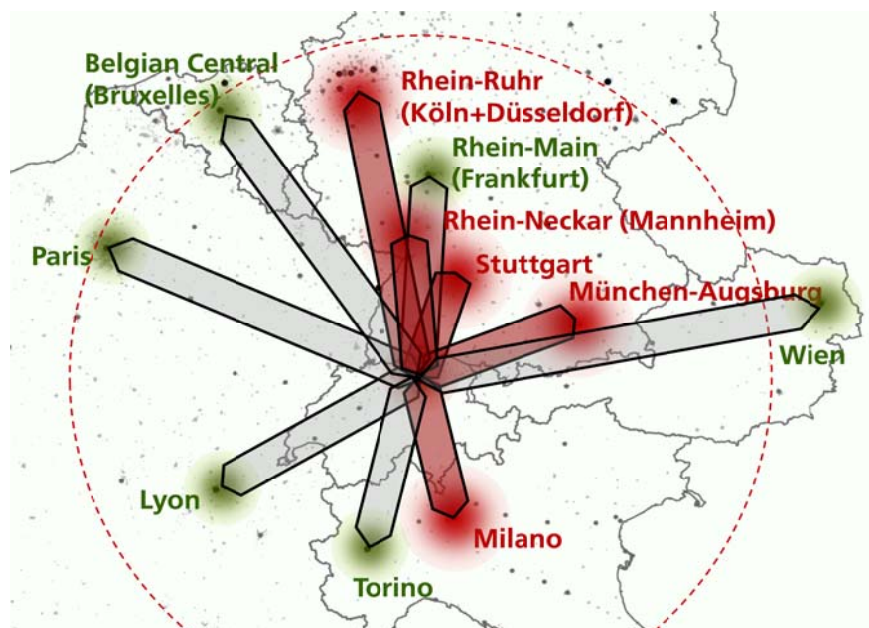 Belgian Central
(Bruxelles)
Rhein-Ruhr
(Köln+Düsseldorf)
Rhein-Main
(Frankfurt)
Rhein-Neckar (Mannheim)
Paris
Stuttgart
München-Augsburg
Wien
Lyon
Milano
Torino